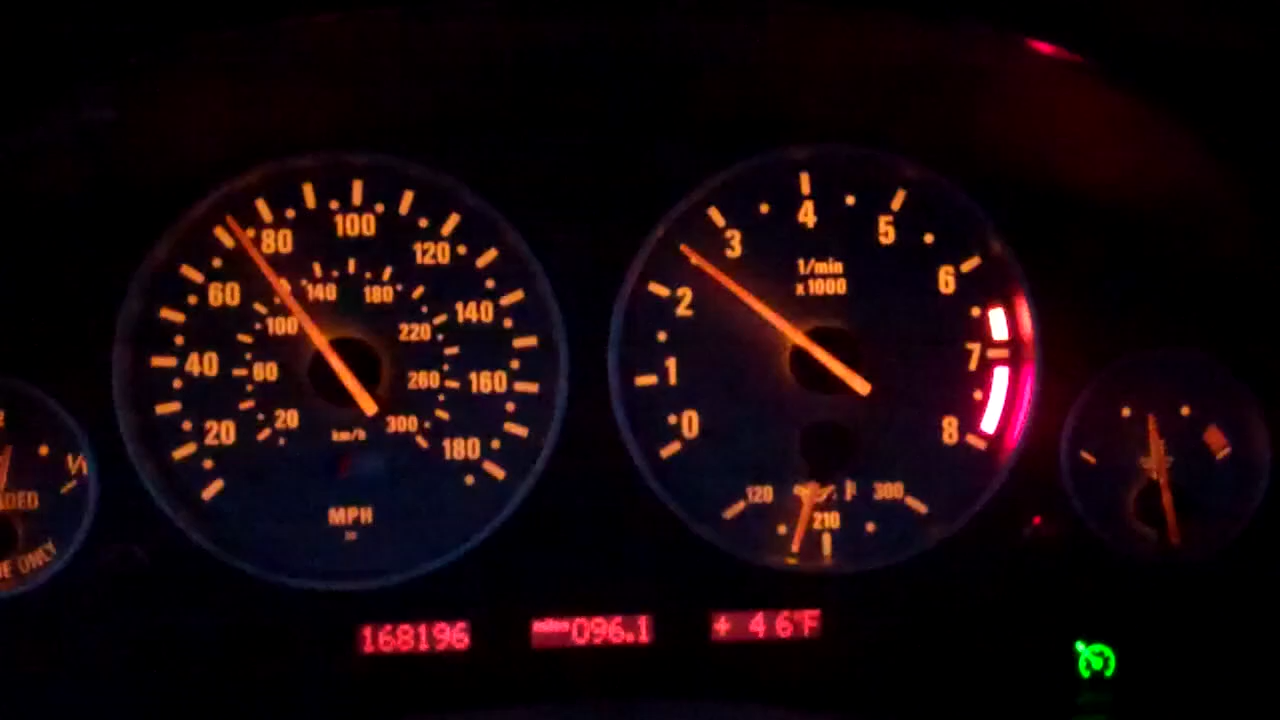 80 100 120
60 140
40 160
20 180
100 140 180 220
60 260
20 300
km/h
MPH
3 4 5
2 6
1 7
0 8
1/min
x1000
120 210 300
ONLY
168196
miles 096.1
+ 46°F